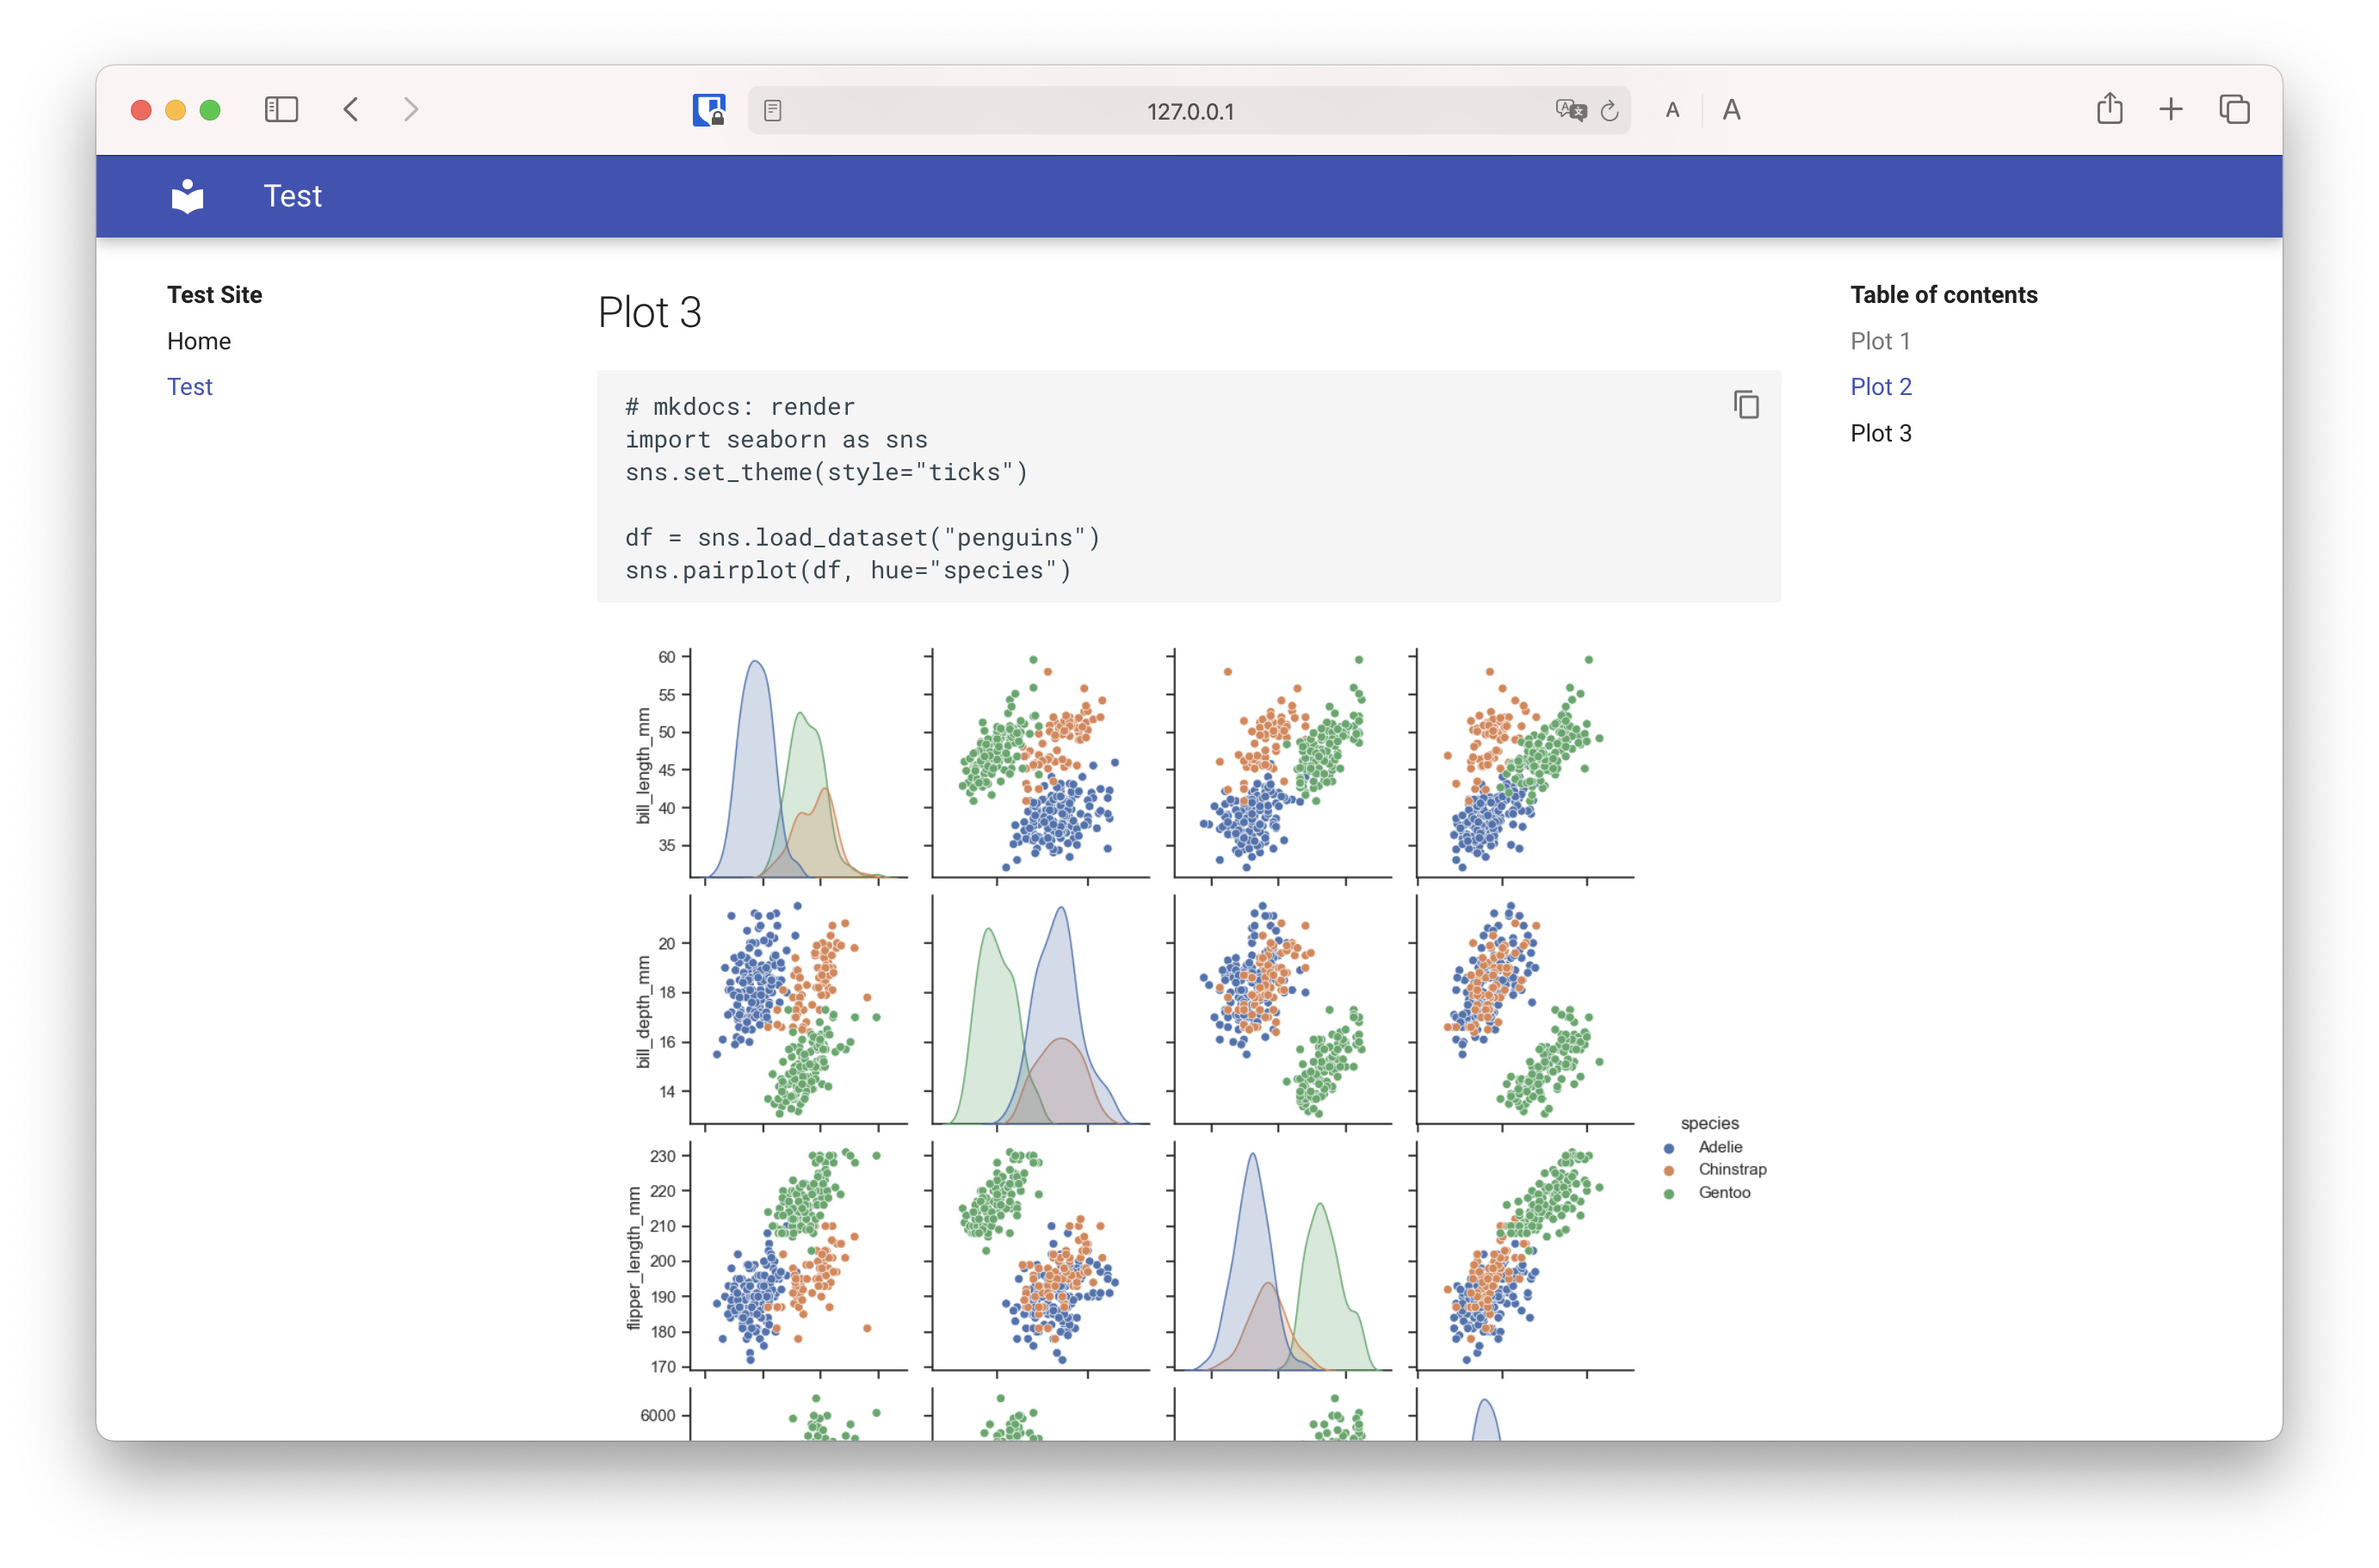 127.0.0.1
A A
Test
Test Site
Home
Test
Plot 3
# mkdocs: render
import seaborn as sns
sns.set_theme(style="ticks")
df = sns.load_dataset("penguins")
sns.pairplot(df, hue="species")
Table of contents
Plot 1
Plot 2
Plot 3
60
55
50
45
40
35
bill_length_mm
20
18
16
14
bill_depth_mm
230
220
210
200
190
180
170
flipper_length_mm
6000
species
Adelie
Chinstrap
Gentoo